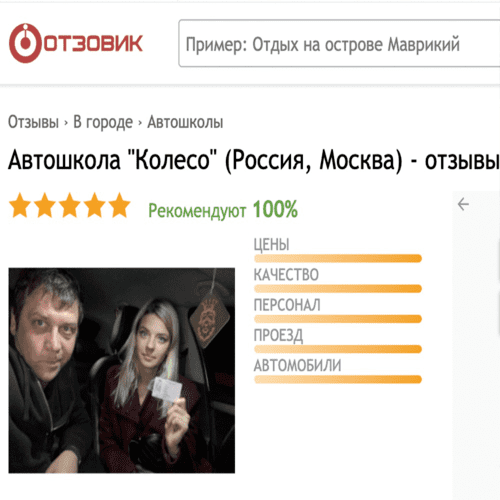 ОТЗОВИК
Пример: Отдых на острове Маврикий
Отзывы › В городе › Автошколы
Автошкола "Колесо" (Россия, Москва) - отзывы
Рекомендуют 100%
ЦЕНЫ
КАЧЕСТВО
ПЕРСОНАЛ
ПРОЕЗД
АВТОМОБИЛИ